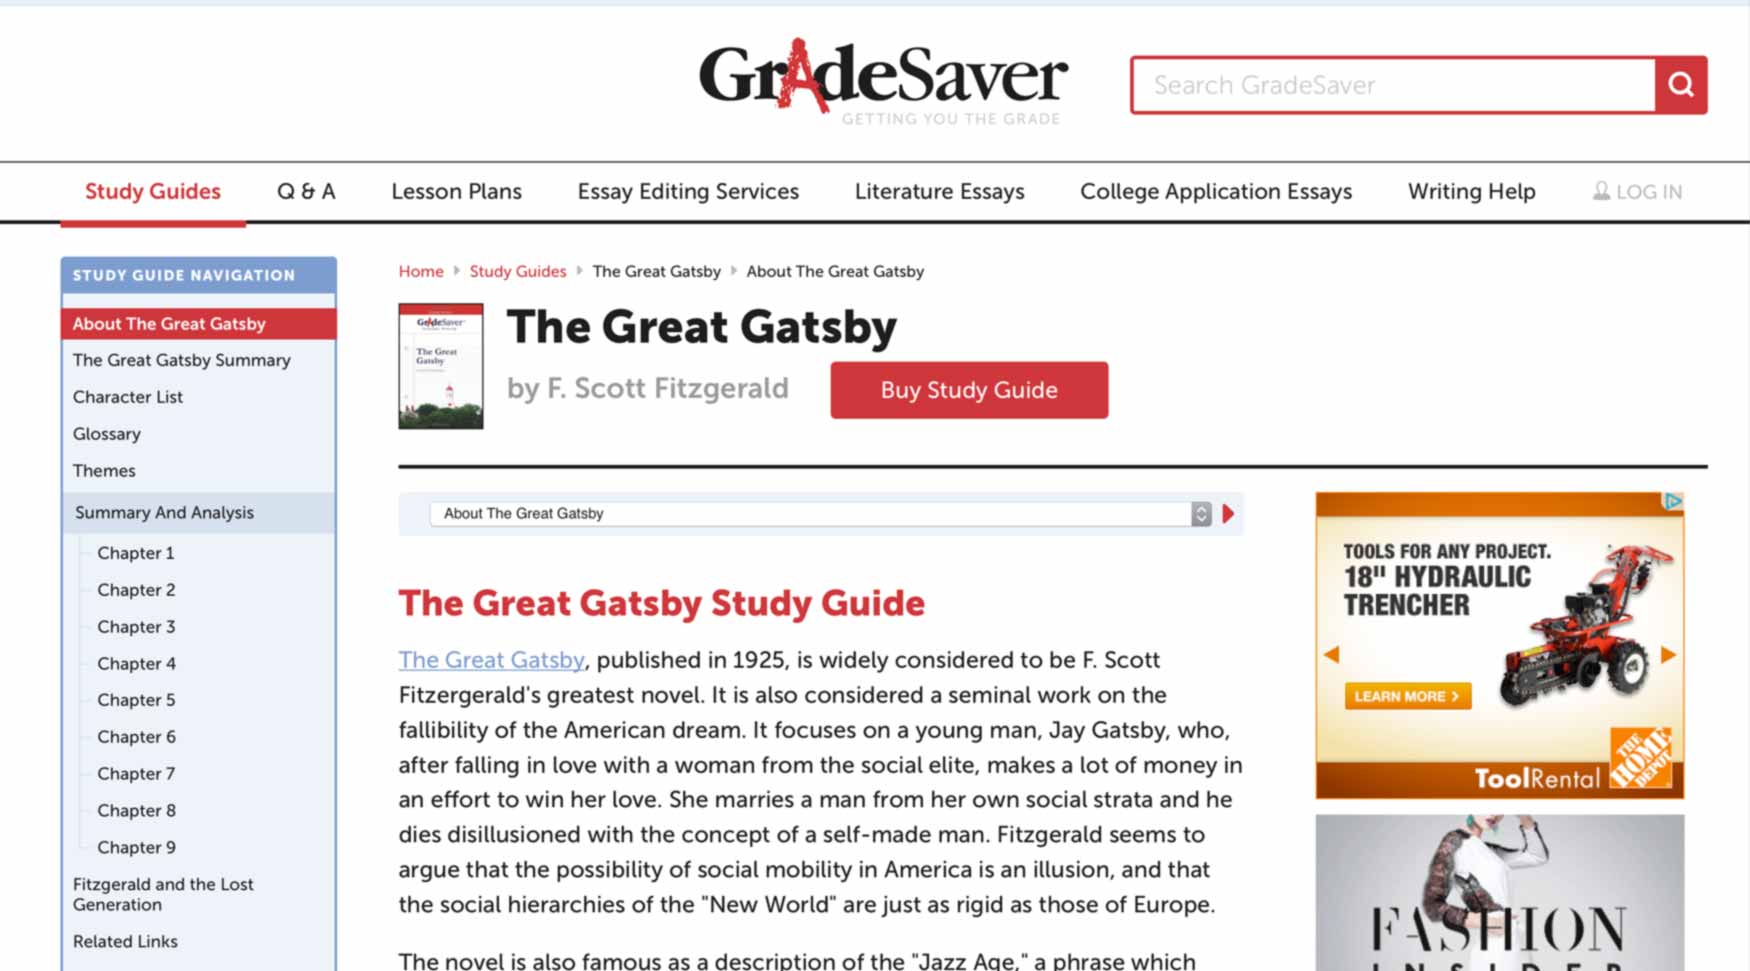 GrAdeSaver
GETTING YOU THE GRADE
Search GradeSaver
Study Guides
Q & A
Lesson Plans
Essay Editing Services
Literature Essays
College Application Essays
Writing Help
LOG IN
STUDY GUIDE NAVIGATION
About The Great Gatsby
The Great Gatsby Summary
Character List
Glossary
Themes
Summary And Analysis
Chapter 1
Chapter 2
Chapter 3
Chapter 4
Chapter 5
Chapter 6
Chapter 7
Chapter 8
Chapter 9
Fitzgerald and the Lost
Generation
Related Links
Home
Study Guides
The Great Gatsby
About The Great Gatsby
GradeSaver
The Great
Gatsby
The Great Gatsby
by F. Scott Fitzgerald
Buy Study Guide
About The Great Gatsby
The Great Gatsby Study Guide
The Great Gatsby, published in 1925, is widely considered to be F. Scott
Fitzergerald's greatest novel. It is also considered a seminal work on the
fallibility of the American dream. It focuses on a young man, Jay Gatsby, who,
after falling in love with a woman from the social elite, makes a lot of money in
an effort to win her love. She marries a man from her own social strata and he
dies disillusioned with the concept of a self-made man. Fitzgerald seems to
argue that the possibility of social mobility in America is an illusion, and that
the social hierarchies of the "New World" are just as rigid as those of Europe.
The novel is also famous as a description of the "Jazz Age," a phrase which
TOOLS FOR ANY PROJECT.
18" HYDRAULIC
TRENCHER
LEARN MORE >
ToolRental
THE
HOME
DEPOT
FASHION
INSIDER